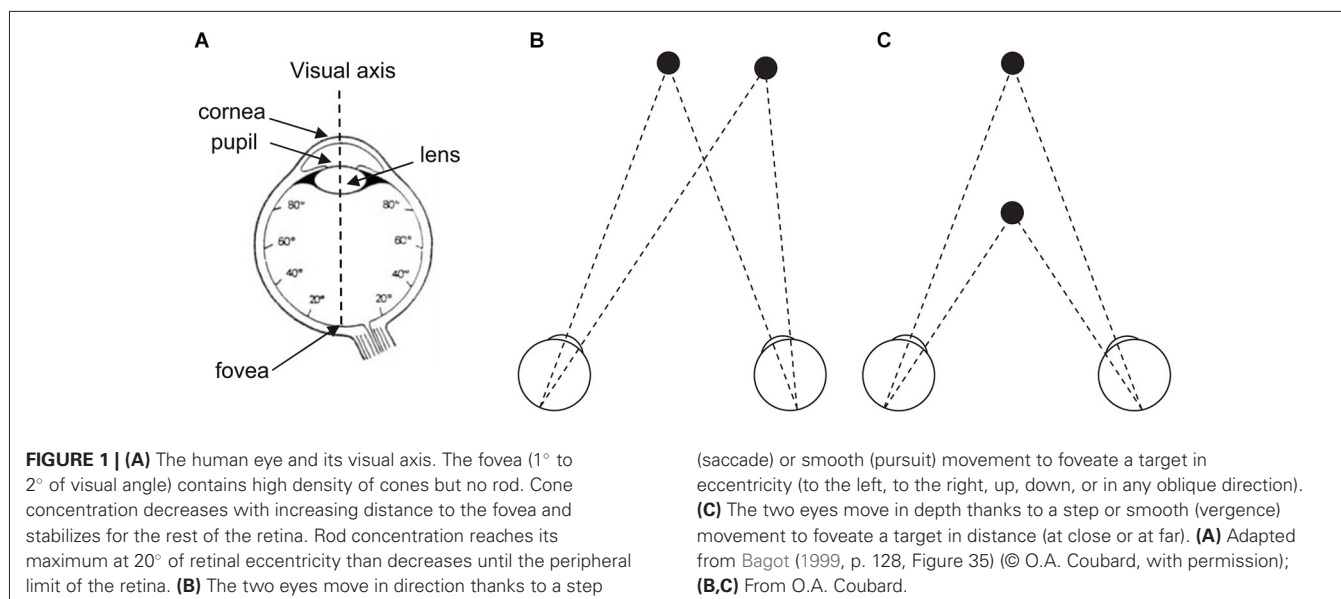 A
B
C
Visual axis
cornea
pupil
lens
80°
80°
60°
60°
40°
40°
20°
20°
fovea
FIGURE 1 | (A) The human eye and its visual axis. The fovea (1° to
2° of visual angle) contains high density of cones but no rod. Cone
concentration decreases with increasing distance to the fovea and
stabilizes for the rest of the retina. Rod concentration reaches its
maximum at 20° of retinal eccentricity than decreases until the peripheral
limit of the retina. (B) The two eyes move in direction thanks to a step
(saccade) or smooth (pursuit) movement to foveate a target in
eccentricity (to the left, to the right, up, down, or in any oblique direction).
(C) The two eyes move in depth thanks to a step or smooth (vergence)
movement to foveate a target in distance (at close or at far). (A) Adapted
from Bagot (1999, p. 128, Figure 35) (© O.A. Coubard, with permission);
(B,C) From O.A. Coubard.